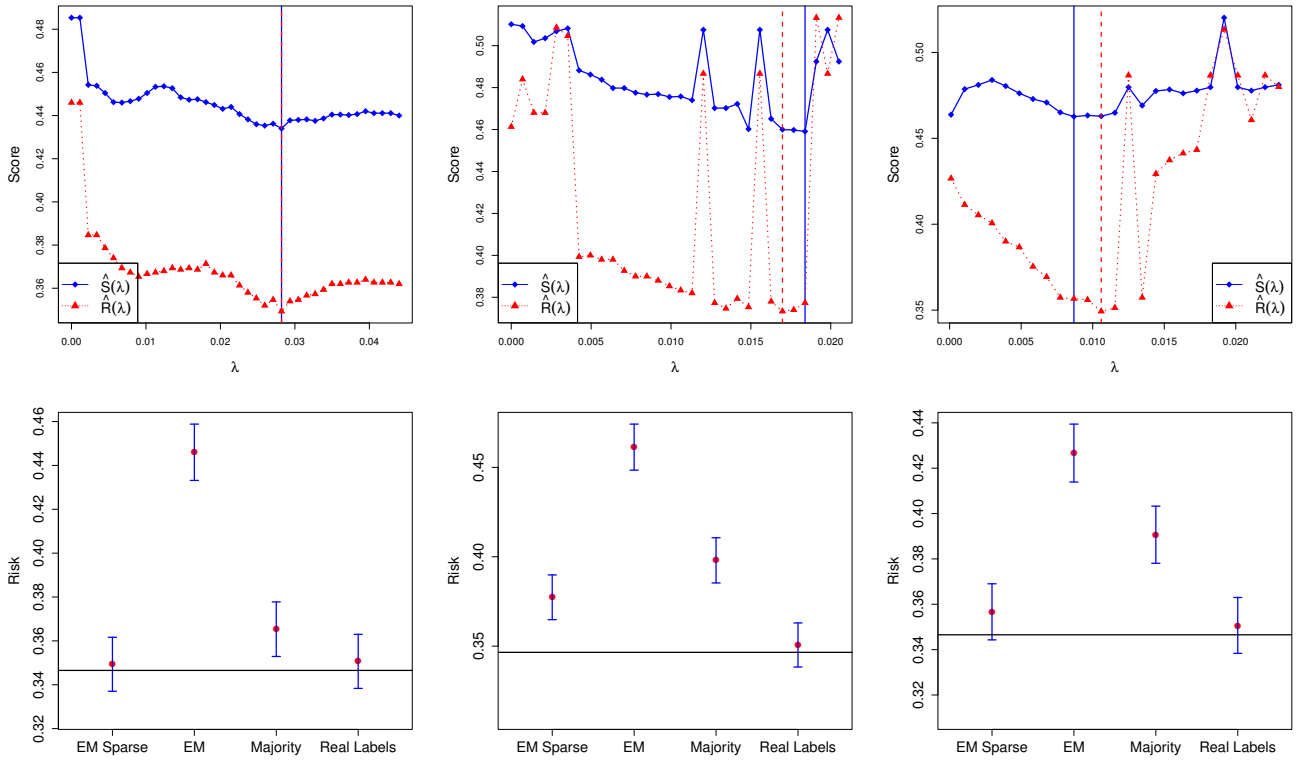 0.36 0.38 0.40 0.42 0.44 0.46 0.48
Score
Ŝ(λ)
R̂(λ)
0.00 0.01 0.02 0.03 0.04
λ
0.38 0.40 0.42 0.44 0.46 0.48 0.50
Score
Ŝ(λ)
R̂(λ)
0.000 0.005 0.010 0.015 0.020
λ
0.35 0.40 0.45 0.50
Score
Ŝ(λ)
R̂(λ)
0.000 0.005 0.010 0.015 0.020
λ
0.32 0.34 0.36 0.38 0.40 0.42 0.44 0.46
Risk
EM Sparse EM Majority Real Labels
0.35 0.40 0.45
Risk
EM Sparse EM Majority Real Labels
0.32 0.34 0.36 0.38 0.40 0.42 0.44
Risk
EM Sparse EM Majority Real Labels